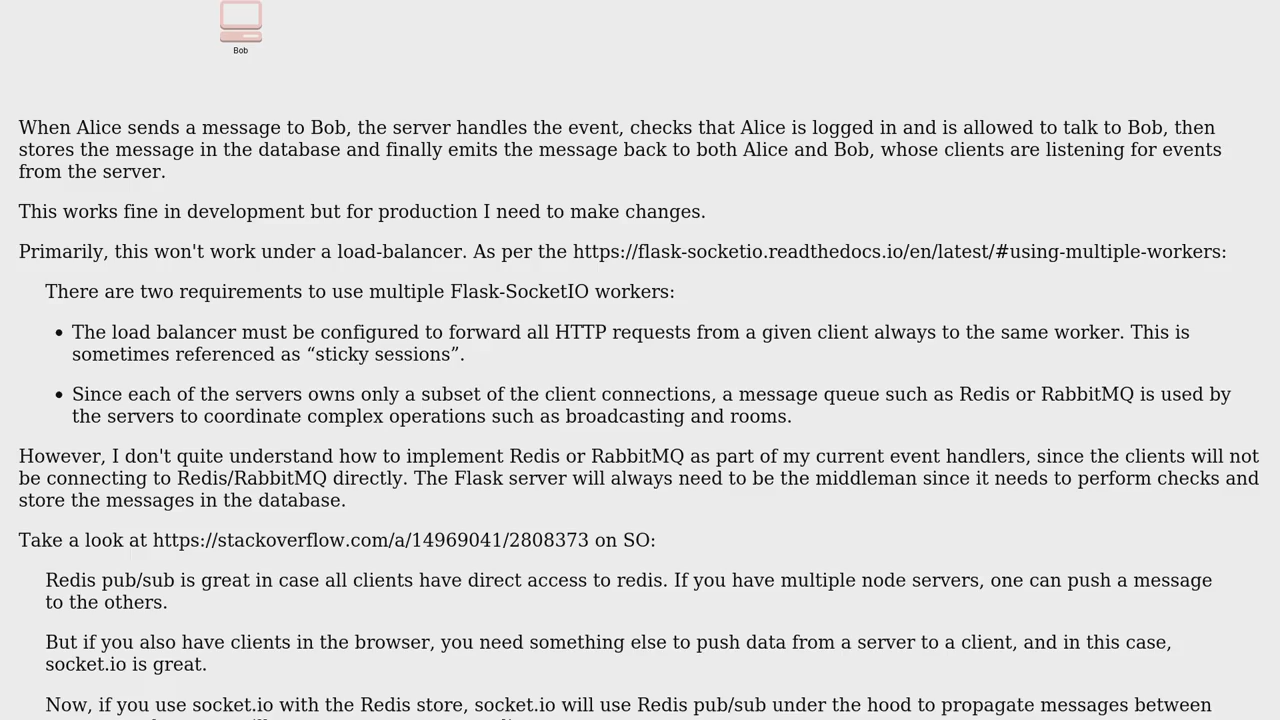 Bob
When Alice sends a message to Bob, the server handles the event, checks that Alice is logged in and is allowed to talk to Bob, then
stores the message in the database and finally emits the message back to both Alice and Bob, whose clients are listening for events
from the server.
This works fine in development but for production I need to make changes.
Primarily, this won't work under a load-balancer. As per the https://flask-socketio.readthedocs.io/en/latest/#using-multiple-workers:
There are two requirements to use multiple Flask-SocketIO workers:
• The load balancer must be configured to forward all HTTP requests from a given client always to the same worker. This is
sometimes referenced as “sticky sessions”.
• Since each of the servers owns only a subset of the client connections, a message queue such as Redis or RabbitMQ is used by
the servers to coordinate complex operations such as broadcasting and rooms.
However, I don't quite understand how to implement Redis or RabbitMQ as part of my current event handlers, since the clients will not
be connecting to Redis/RabbitMQ directly. The Flask server will always need to be the middleman since it needs to perform checks and
store the messages in the database.
Take a look at https://stackoverflow.com/a/14969041/2808373 on SO:
Redis pub/sub is great in case all clients have direct access to redis. If you have multiple node servers, one can push a message
to the others.
But if you also have clients in the browser, you need something else to push data from a server to a client, and in this case,
socket.io is great.
Now, if you use socket.io with the Redis store, socket.io will use Redis pub/sub under the hood to propagate messages between